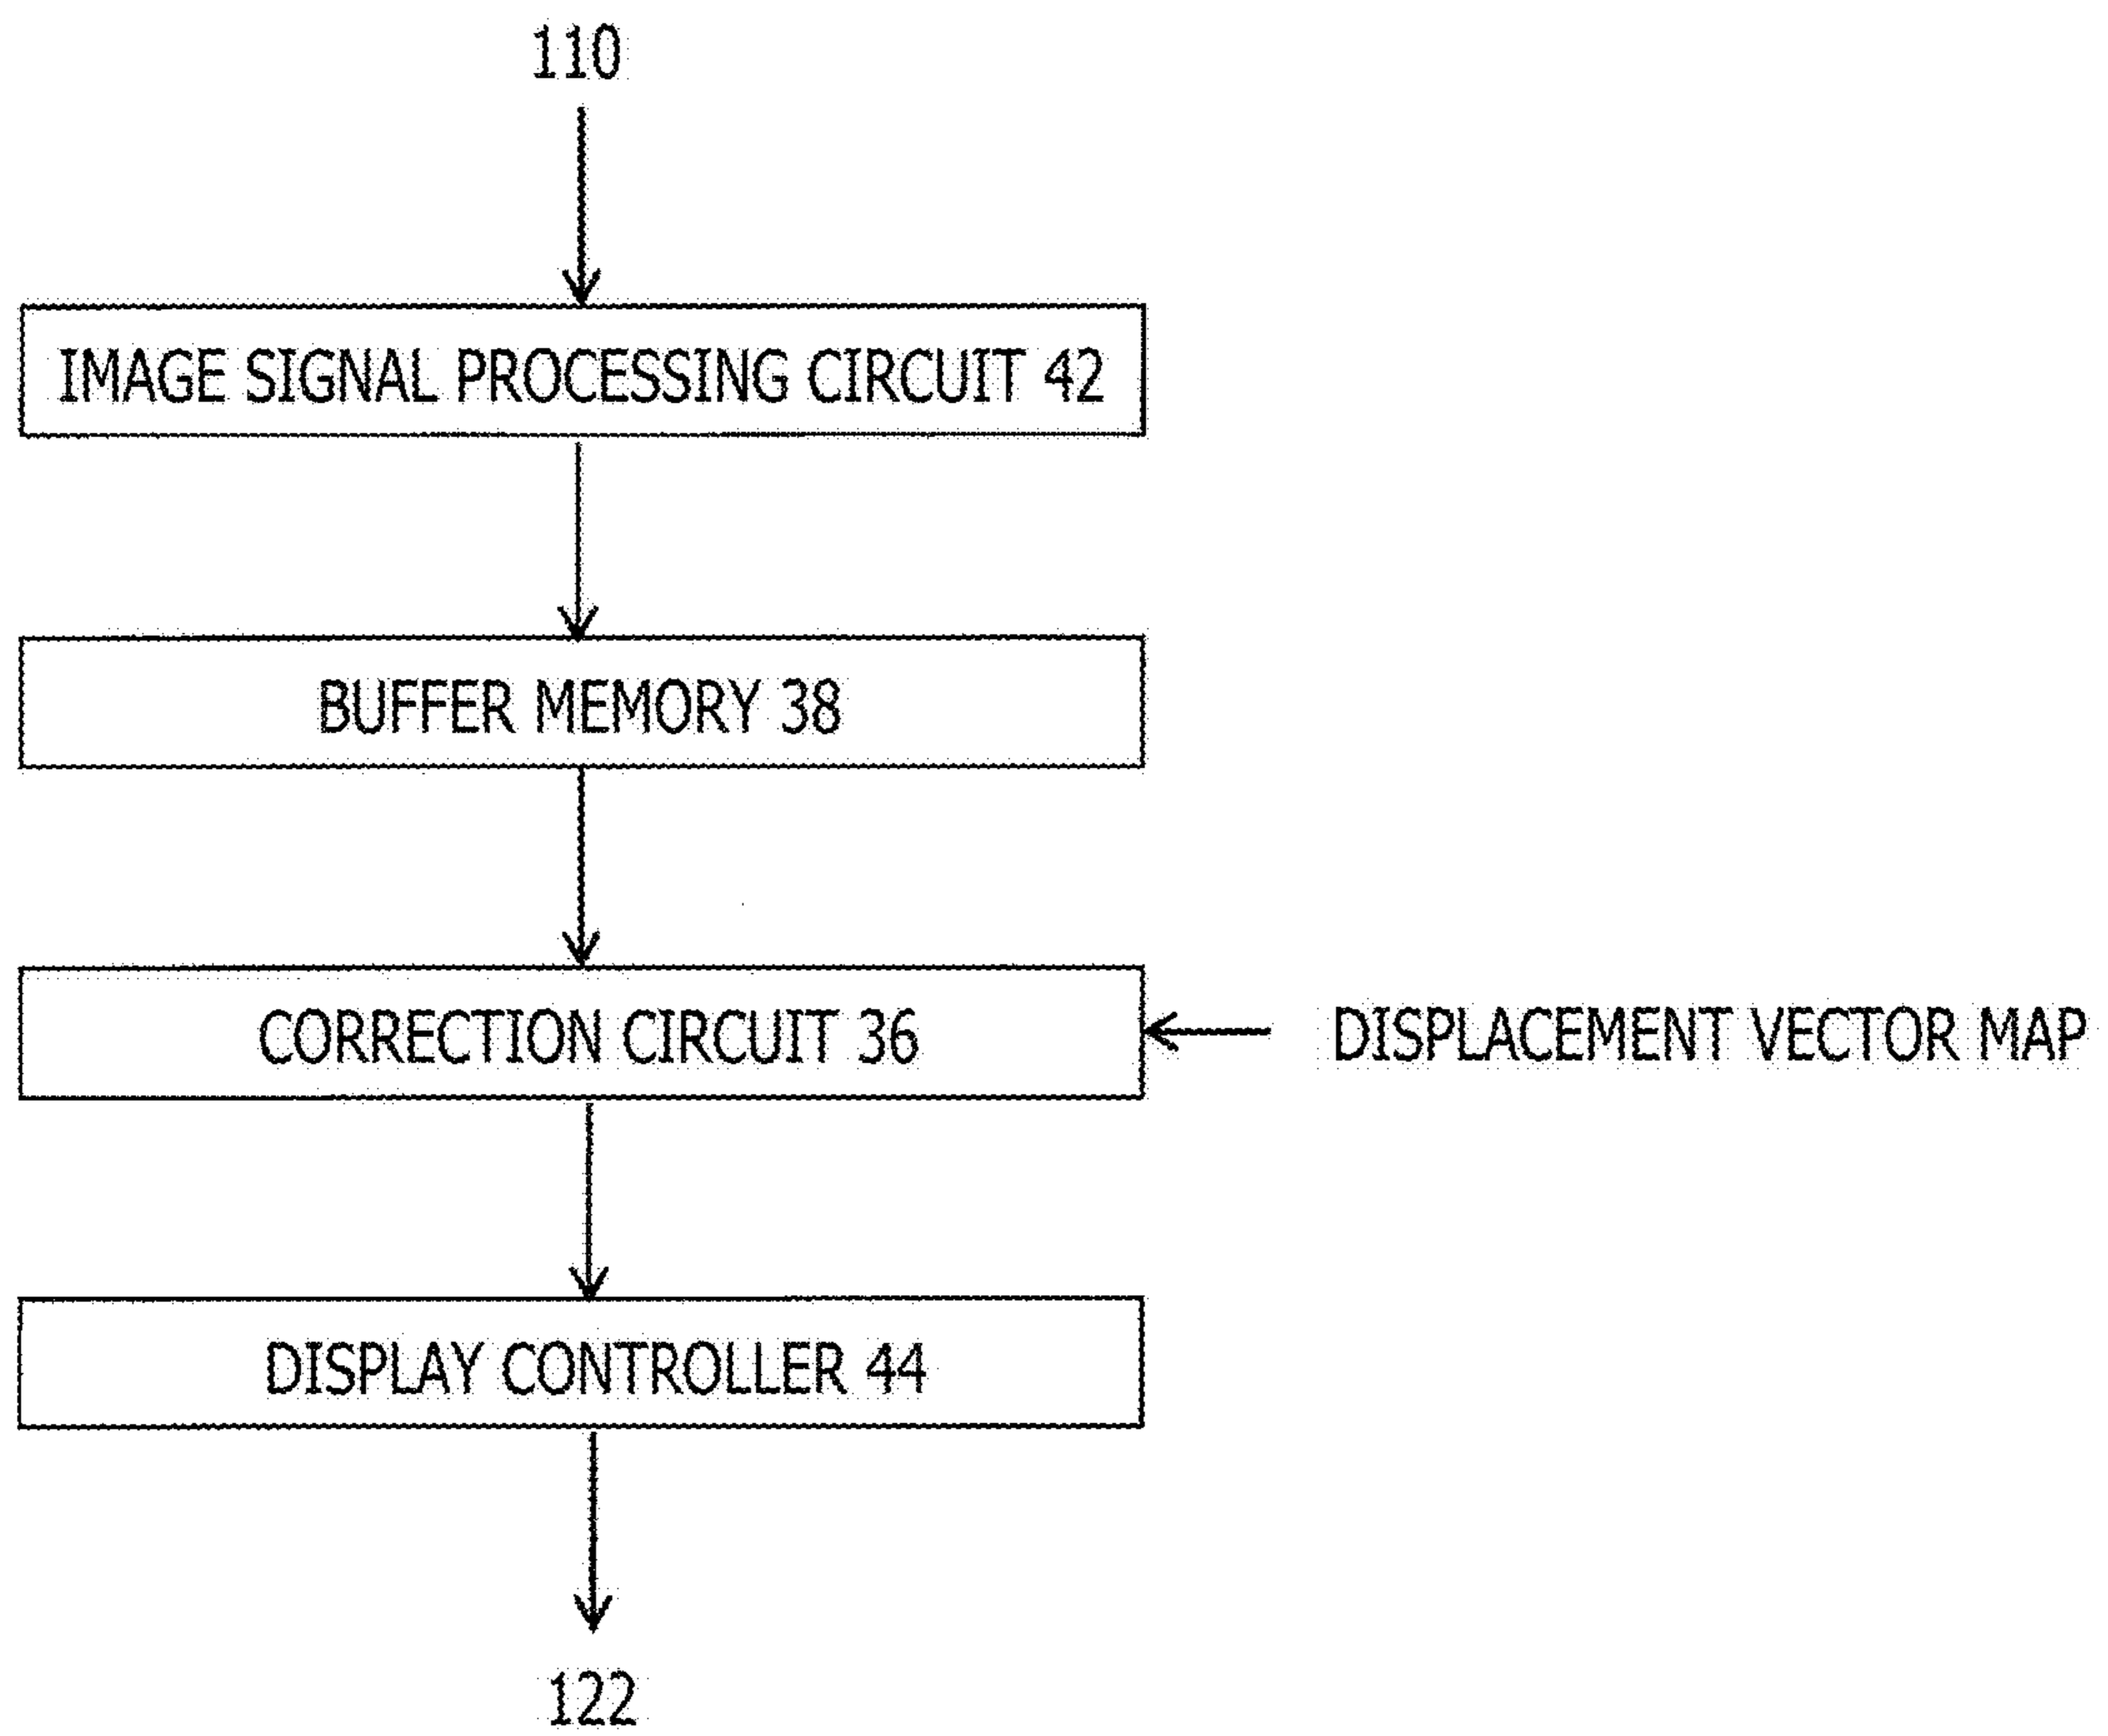 110
IMAGE SIGNAL PROCESSING CIRCUIT 42
BUFFER MEMORY 38
CORRECTION CIRCUIT 36
DISPLACEMENT VECTOR MAP
DISPLAY CONTROLLER 44
122